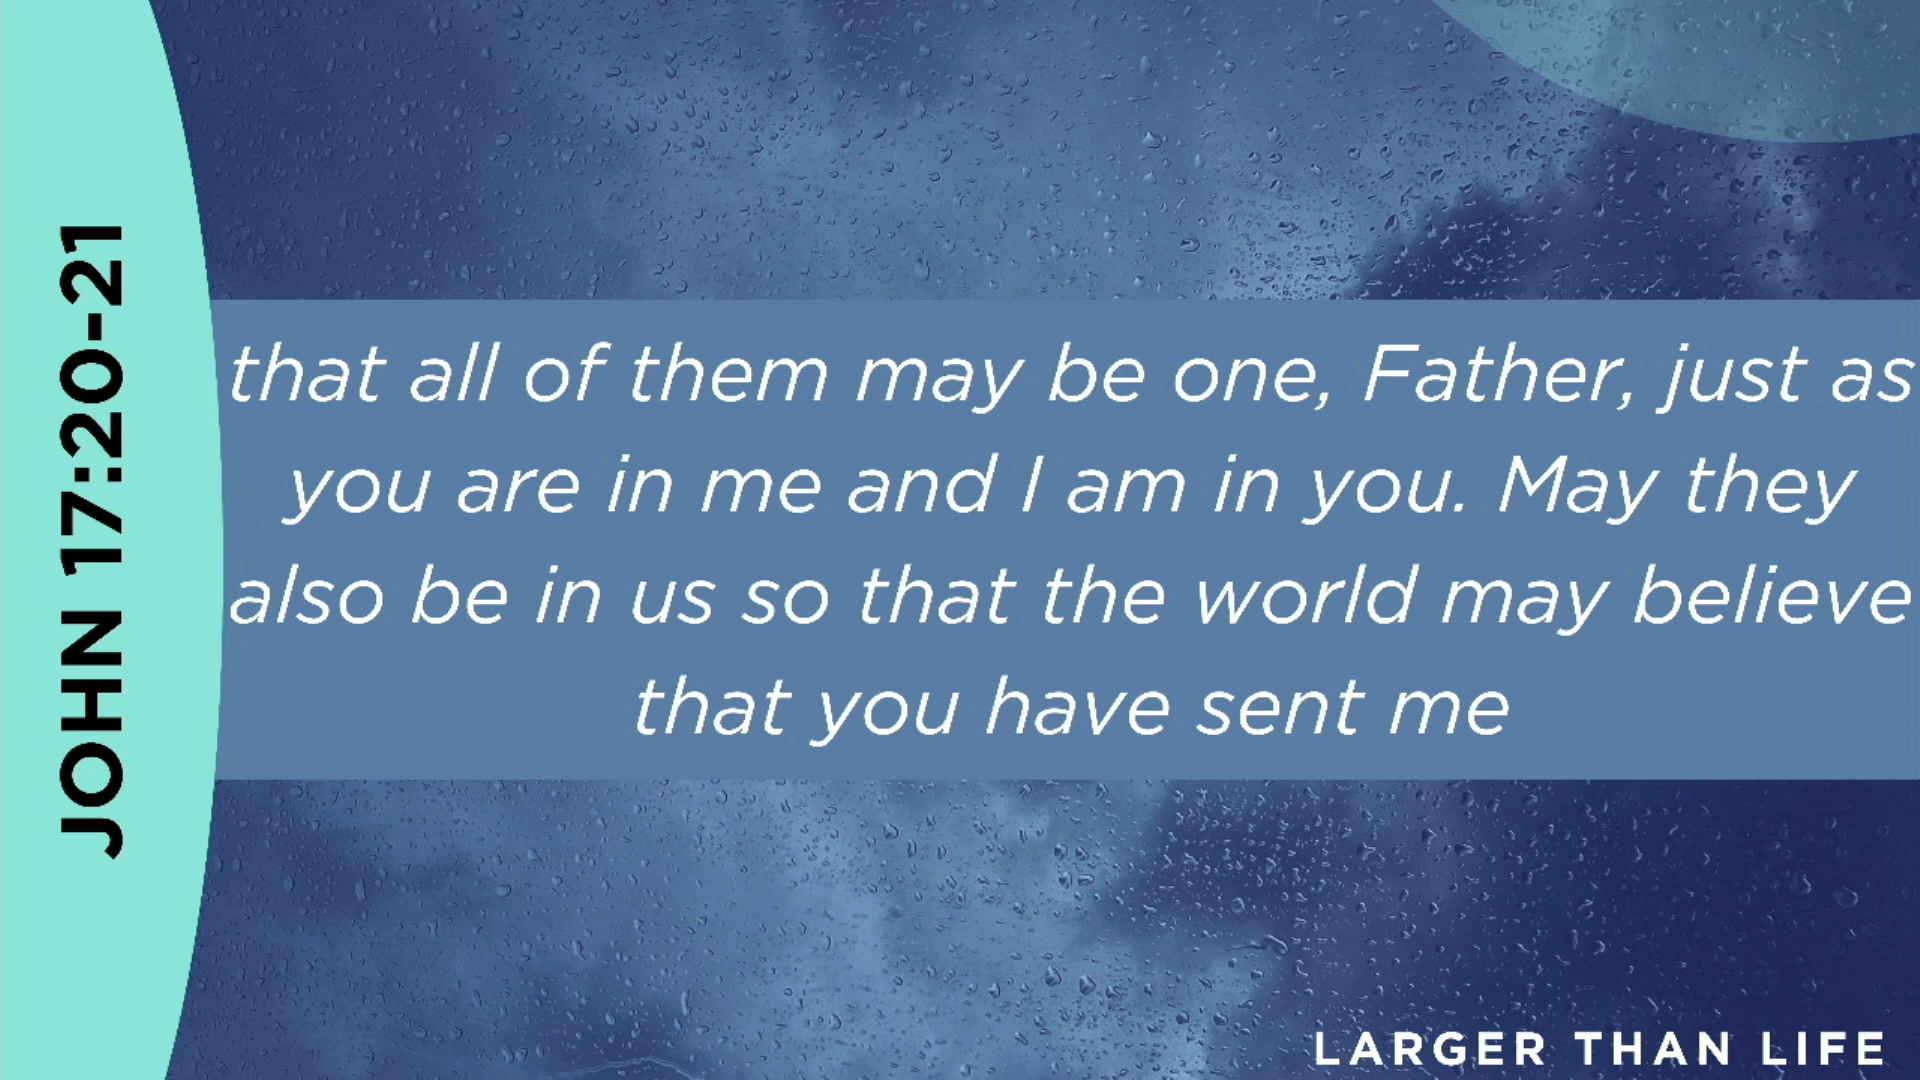 JOHN 17:20-21
that all of them may be one, Father, just as
you are in me and I am in you. May they
also be in us so that the world may believe
that you have sent me
LARGER THAN LIFE